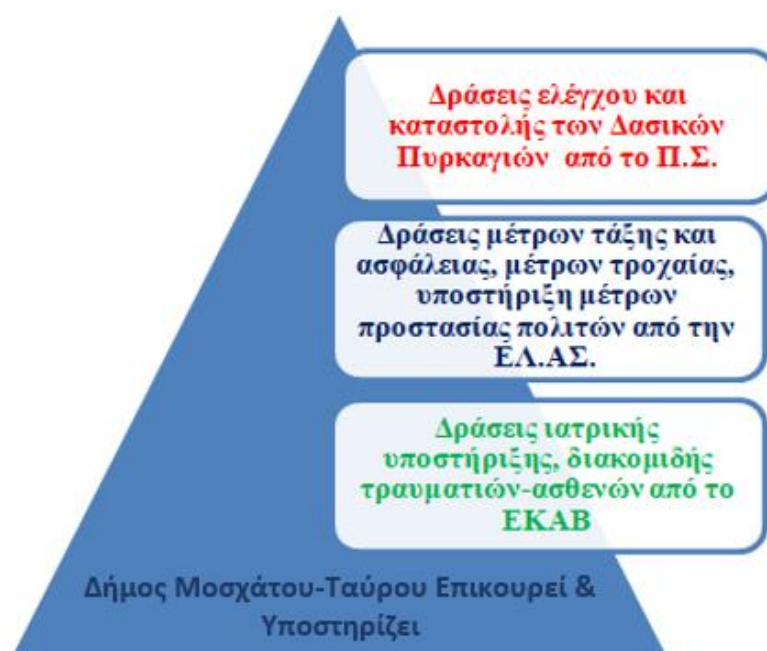 Δράσεις ελέγχου και
καταστολής των Δασικών
Πυρκαγιών από το Π.Σ.
Δράσεις μέτρων τάξης και
ασφάλειας, μέτρων τροχαίας,
υποστήριξη μέτρων
προστασίας πολιτών από την
ΕΛ.ΑΣ.
Δράσεις ιατρικής
υποστήριξης, διακομιδής
τραυματιών-ασθενών από το
ΕΚΑΒ
Δήμος Μοσχάτου-Ταύρου Επικουρεί &
Υποστηρίζει